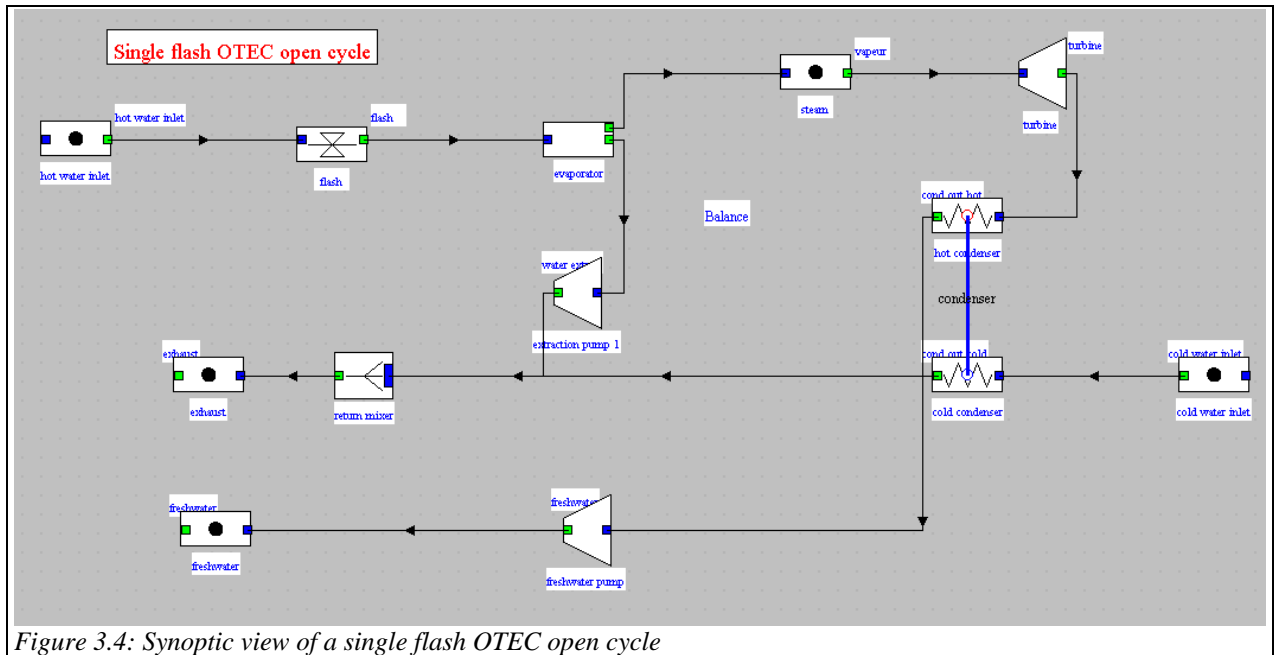 Single flash OTEC open cycle
vapeur
turbine
steam
turbine
hot water inlet
flash
hot water inlet
flash
evaporator
Balance
cond out hot
hot condenser
condenser
water extr
extraction pump 1
exhaust
cond out cold
cold water inlet
exhaust
return mixer
cold condenser
cold water inlet
freshwater
freshwater
freshwater
freshwater pump
Figure 3.4: Synoptic view of a single flash OTEC open cycle